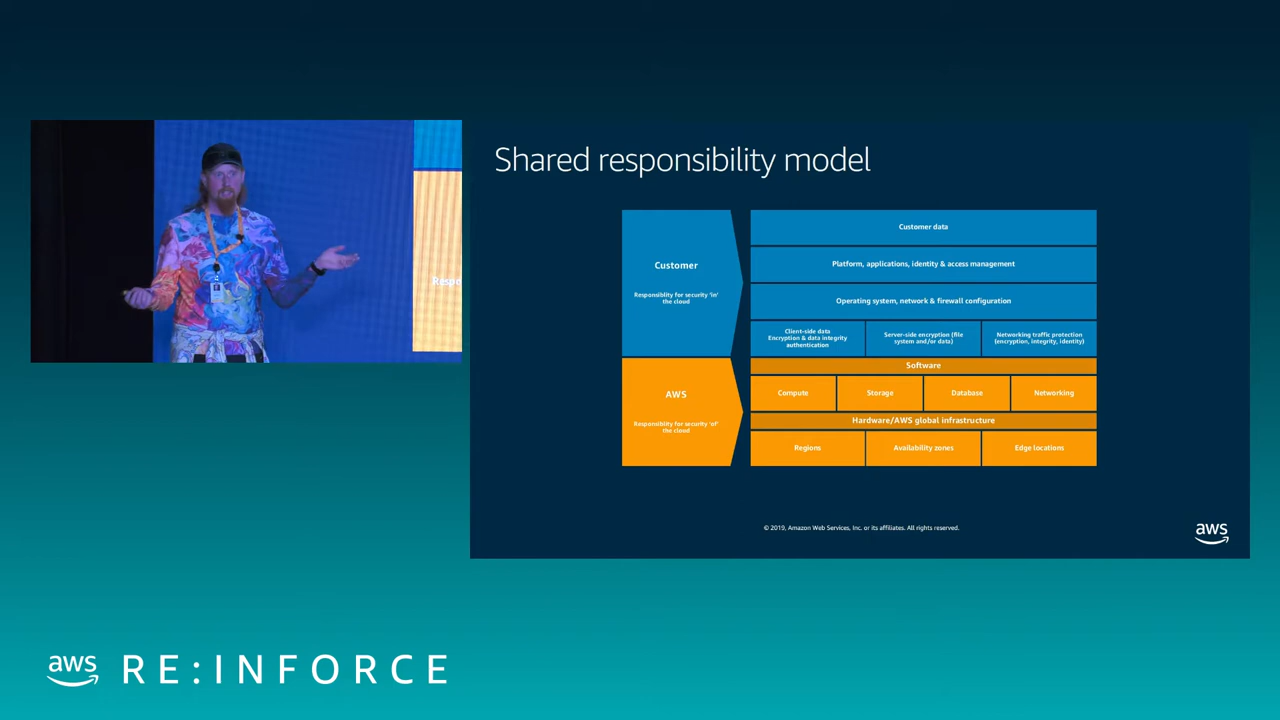 Respo
Shared responsibility model
Customer
Responsiblity for security 'in'
the cloud
Customer data
Platform, applications, identity & access management
Operating system, network & firewall configuration
Client-side data
Encryption & data integrity
authentication
Server-side encryption (file
system and/or data)
Networking traffic protection
(encryption, integrity, identity)
AWS
Responsiblity for security 'of'
the cloud
Software
Compute
Storage
Database
Networking
Hardware/AWS global infrastructure
Regions
Availability zones
Edge locations
© 2019, Amazon Web Services, Inc. or its affiliates. All rights reserved.
aws
aws RE:INFORCE